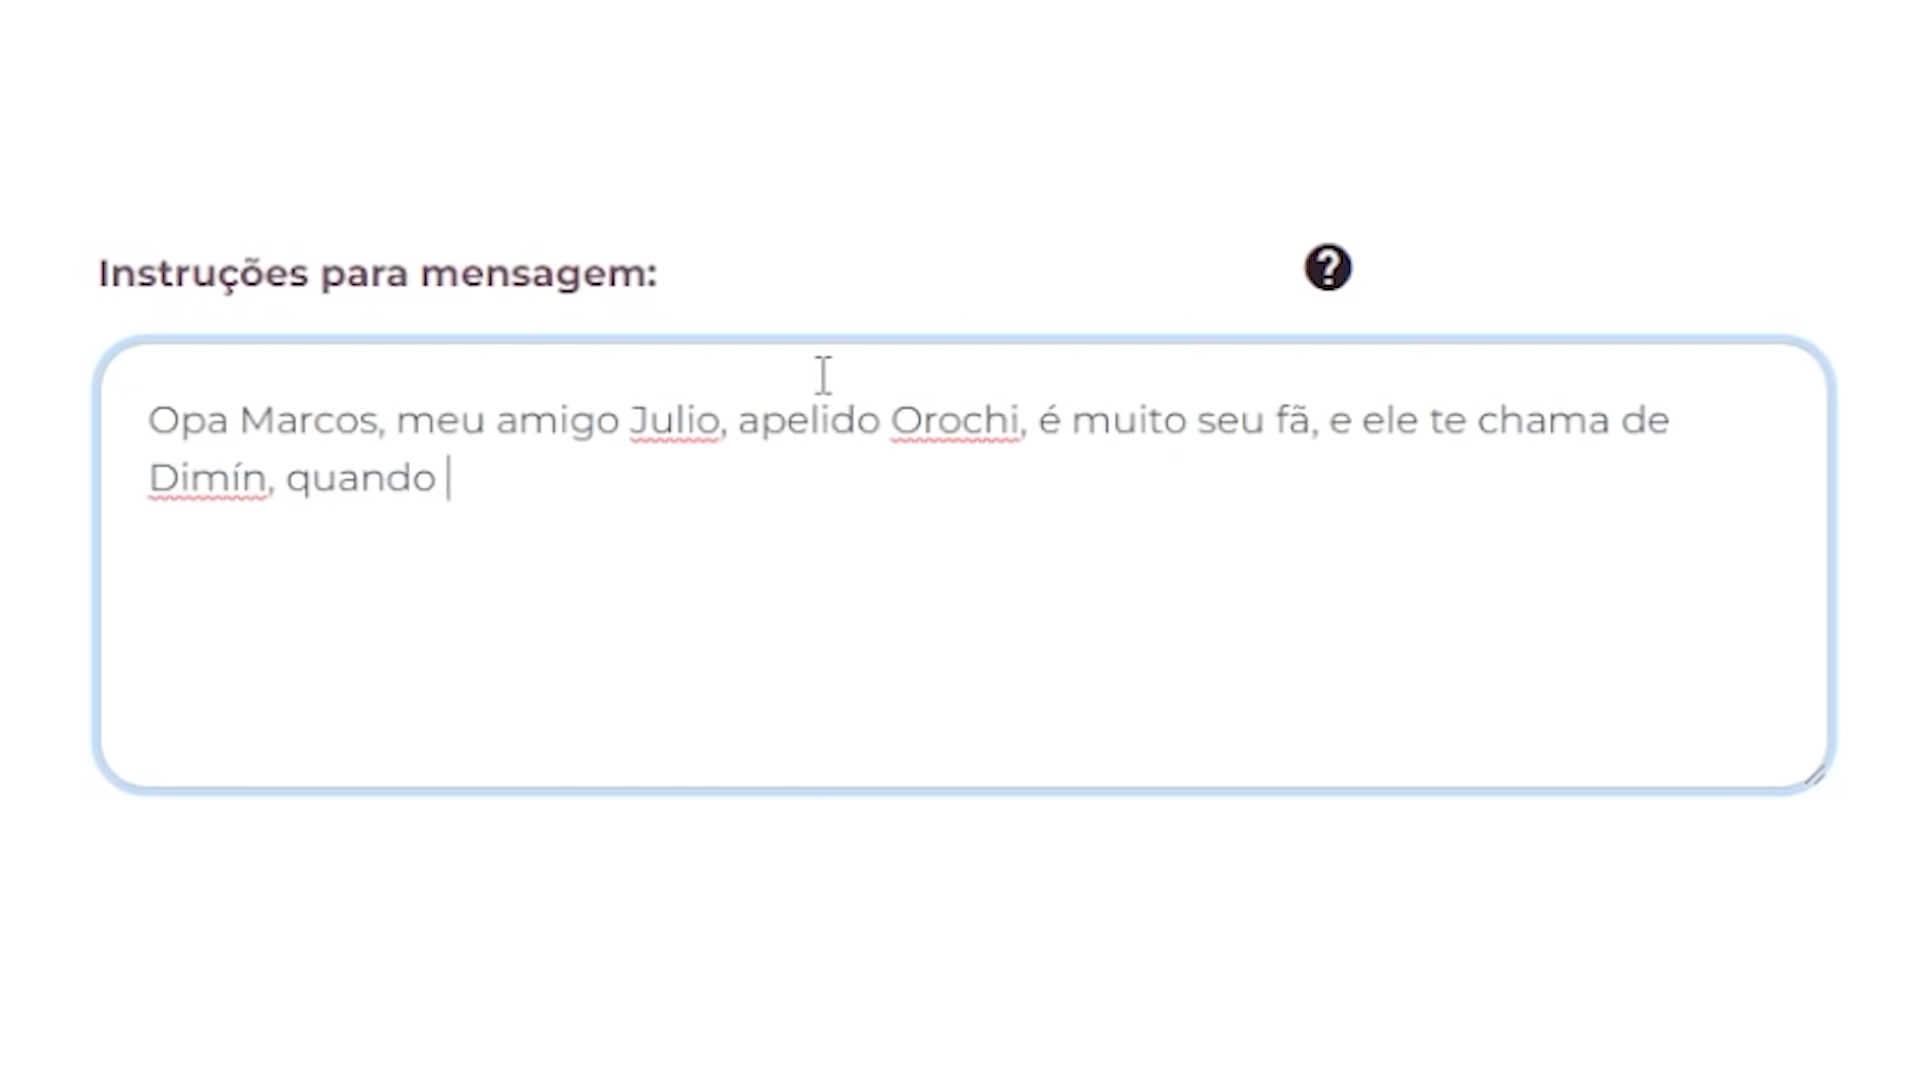 Instruções para mensagem:
?
Opa Marcos, meu amigo Julio, apelido Orochi, é muito seu fã, e ele te chama de
Dimín, quando